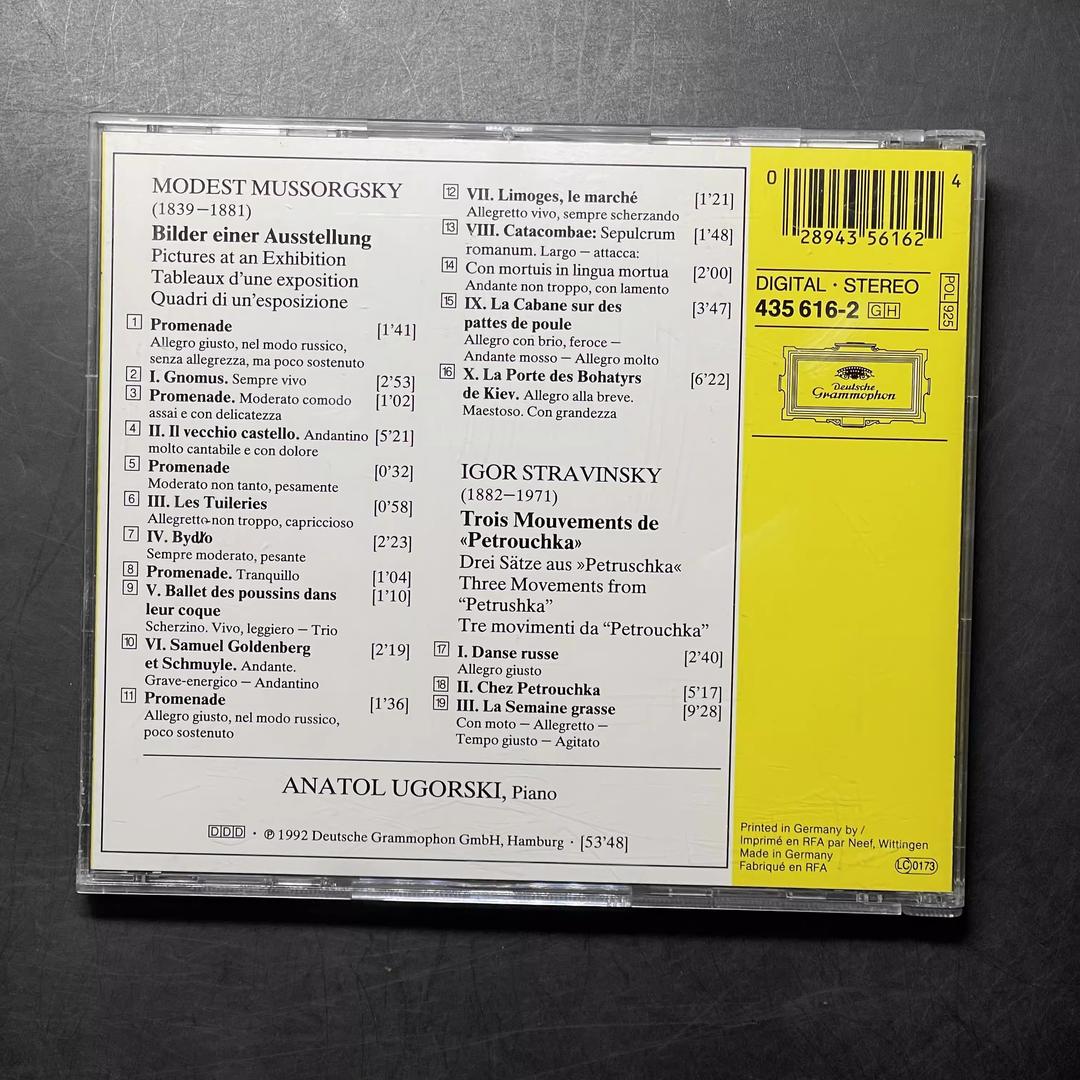 MODEST MUSSORGSKY
(1839–1881)
Bilder einer Ausstellung
Pictures at an Exhibition
Tableaux d'une exposition
Quadri di un'esposizione
1 Promenade [1'41]
Allegro giusto, nel modo russico,
senza allegrezza, ma poco sostenuto
2 I. Gnomus. Sempre vivo [2'53]
3 Promenade. Moderato comodo [1'02]
assai e con delicatezza
4 II. Il vecchio castello. Andantino [5'21]
molto cantabile e con dolore
5 Promenade [0'32]
Moderato non tanto, pesamente
6 III. Les Tuileries [0'58]
Allegretto non troppo, capriccioso
7 IV. Bydło [2'23]
Sempre moderato, pesante
8 Promenade. Tranquillo [1'04]
9 V. Ballet des poussins dans [1'10]
leur coque
Scherzino. Vivo, leggiero – Trio
10 VI. Samuel Goldenberg [2'19]
et Schmuyle. Andante.
Grave-energico – Andantino
11 Promenade [1'36]
Allegro giusto, nel modo russico,
poco sostenuto
12 VII. Limoges, le marché [1'21]
Allegretto vivo, sempre scherzando
13 VIII. Catacombae: Sepulcrum [1'48]
romanum. Largo – attacca:
14 Con mortuis in lingua mortua [2'00]
Andante non troppo, con lamento
15 IX. La Cabane sur des [3'47]
pattes de poule
Allegro con brio, feroce –
Andante mosso – Allegro molto
16 X. La Porte des Bohatyrs [6'22]
de Kiev. Allegro alla breve.
Maestoso. Con grandezza
IGOR STRAVINSKY
(1882–1971)
Trois Mouvements de
«Petrouchka»
Drei Sätze aus »Petruschka«
Three Movements from
“Petrushka”
Tre movimenti da “Petrouchka”
17 I. Danse russe [2'40]
Allegro giusto
18 II. Chez Petrouchka [5'17]
19 III. La Semaine grasse [9'28]
Con moto – Allegretto –
Tempo giusto – Agitato
ANATOL UGORSKI, Piano
DDD · ℗ 1992 Deutsche Grammophon GmbH, Hamburg · [53'48]
0 28943 56162 4
DIGITAL · STEREO
435 616-2 GH
POL 925
Deutsche
Grammophon
Printed in Germany by /
Imprimé en RFA par Neef, Wittingen
Made in Germany
Fabriqué en RFA
LC 0173